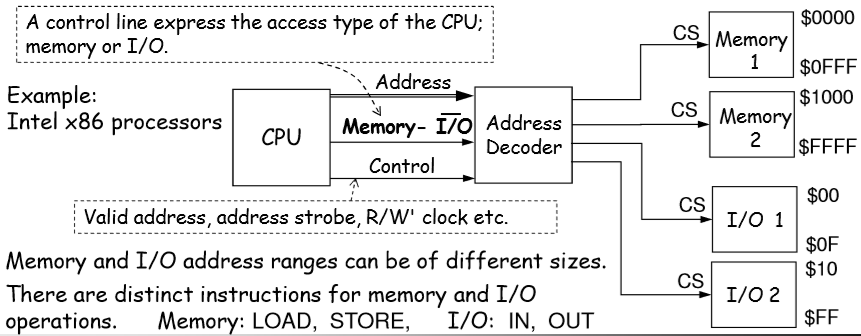 A control line express the access type of the CPU;
memory or I/O.
Example:
Intel x86 processors
CPU
Address
Memory- I/O
Control
Address
Decoder
CS
Memory
1
$0000
$0FFF
CS
Memory
2
$1000
$FFFF
CS
I/O 1
$00
$0F
CS
I/O 2
$10
$FF
Valid address, address strobe, R/W' clock etc.
Memory and I/O address ranges can be of different sizes.
There are distinct instructions for memory and I/O
operations. Memory: LOAD, STORE, I/O: IN, OUT